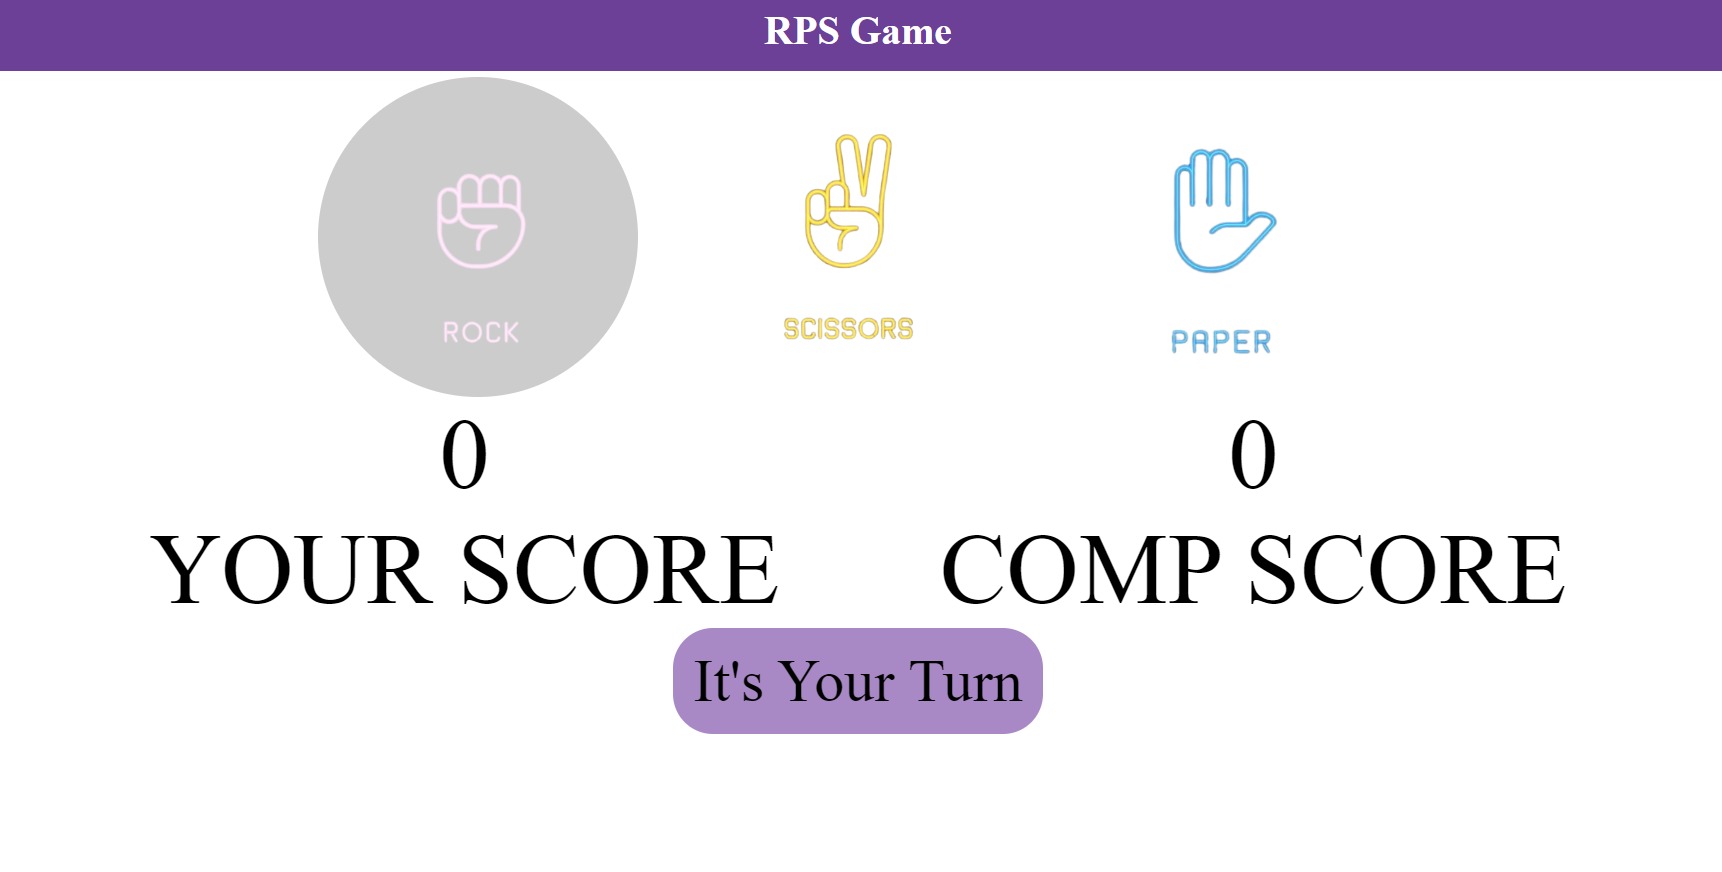 RPS Game
ROCK
SCISSORS
PAPER
0
0
YOUR SCORE
COMP SCORE
It's Your Turn